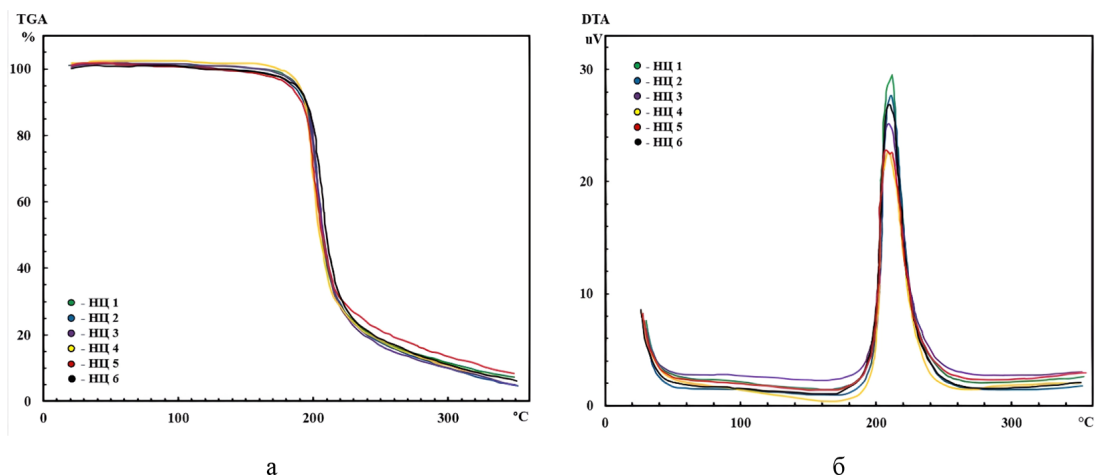 TGA
%
100
80
60
40
20
0
- НЦ 1
- НЦ 2
- НЦ 3
- НЦ 4
- НЦ 5
- НЦ 6
0
100
200
300
°C
а
DTA
uV
30
20
10
0
- НЦ 1
- НЦ 2
- НЦ 3
- НЦ 4
- НЦ 5
- НЦ 6
0
100
200
300
°C
б